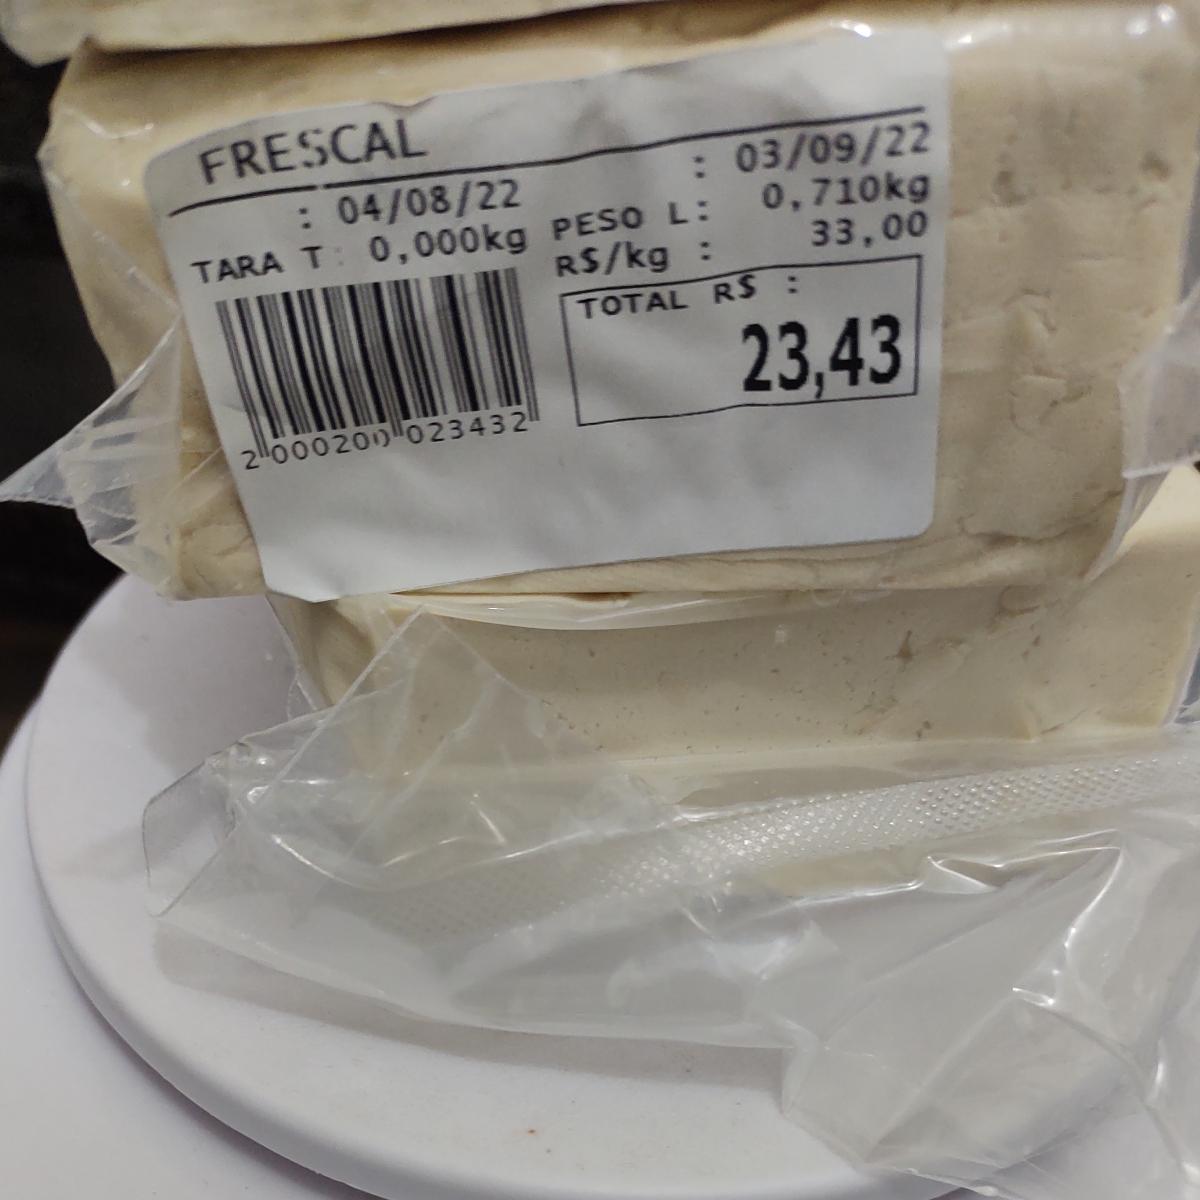 FRESCAL
: 04/08/22 : 03/09/22
TARA T: 0,000kg PESO L: 0,710kg
R$/kg : 33,00
TOTAL R$ :
23,43
2 000200 023432